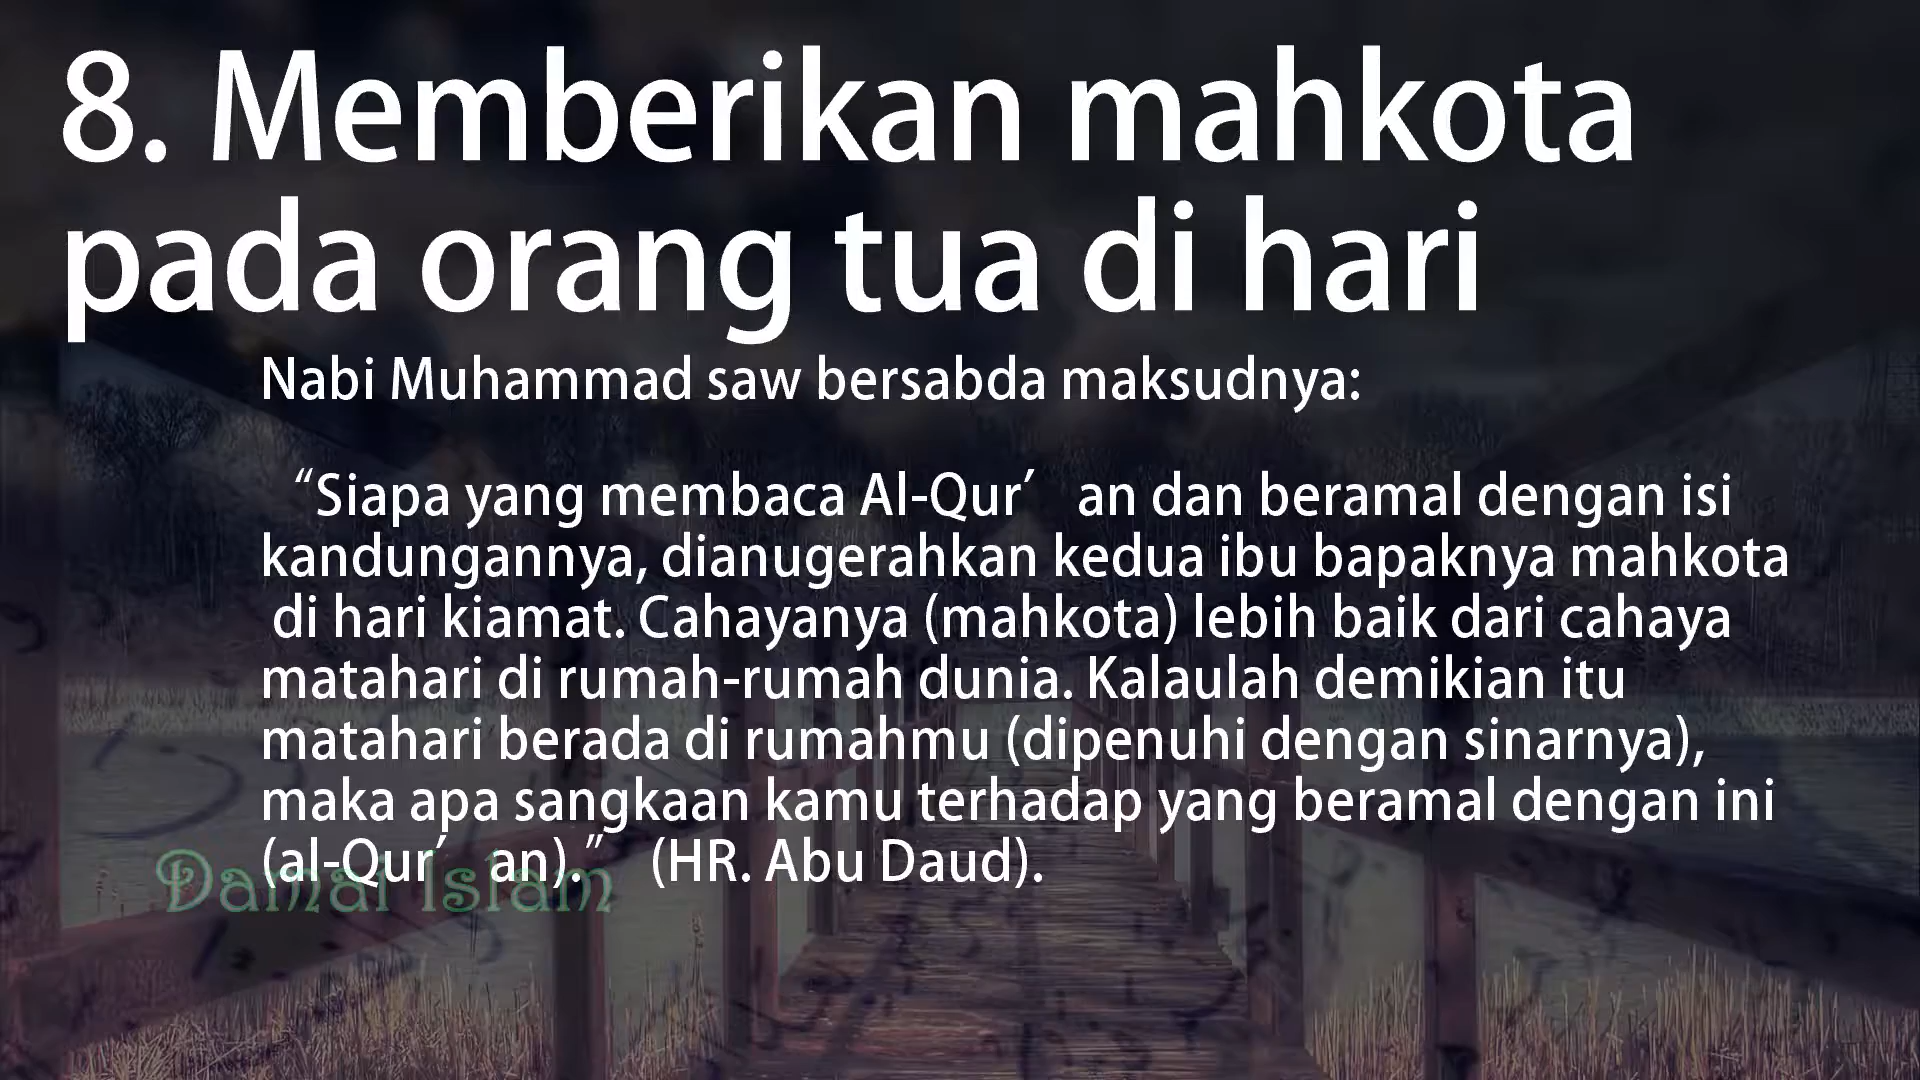 8. Memberikan mahkota
pada orang tua di hari
Nabi Muhammad saw bersabda maksudnya:
“Siapa yang membaca Al-Qur’ an dan beramal dengan isi
kandungannya, dianugerahkan kedua ibu bapaknya mahkota
di hari kiamat. Cahayanya (mahkota) lebih baik dari cahaya
matahari di rumah-rumah dunia. Kalaulah demikian itu
matahari berada di rumahmu (dipenuhi dengan sinarnya),
maka apa sangkaan kamu terhadap yang beramal dengan ini
(al-Qur’ an).” (HR. Abu Daud).
Damai Islam